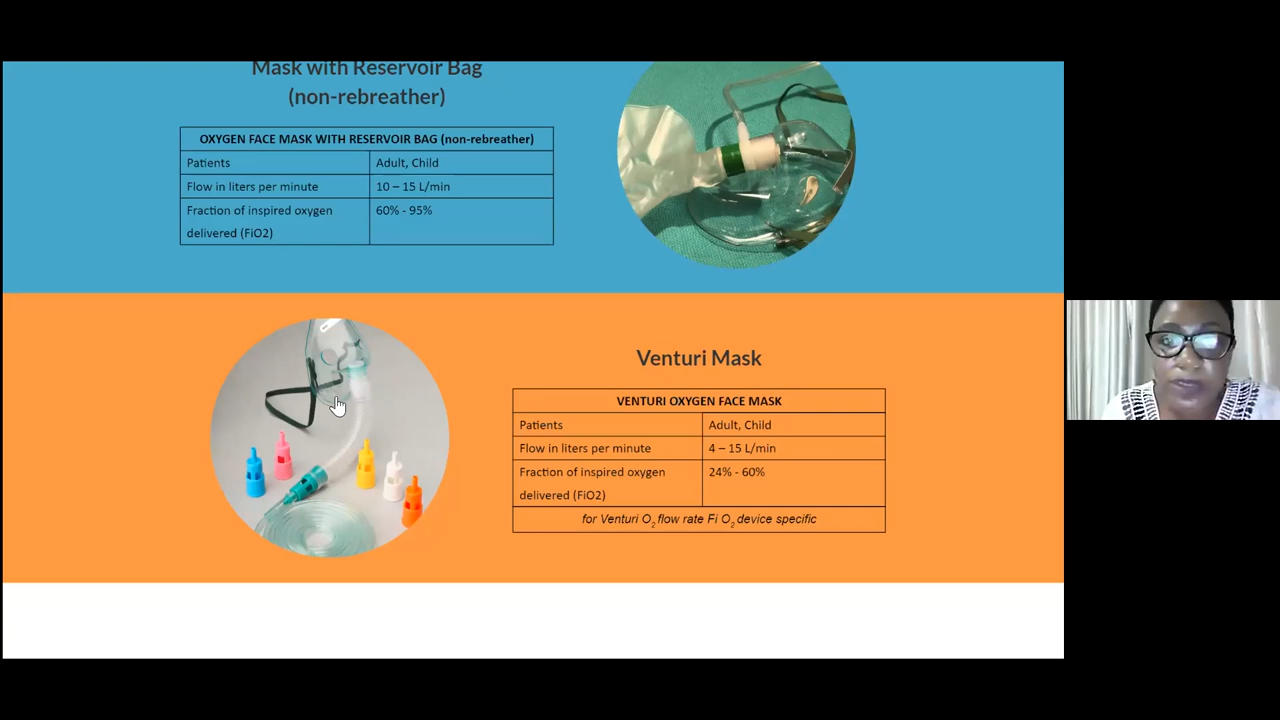 Mask with Reservoir Bag
(non-rebreather)
OXYGEN FACE MASK WITH RESERVOIR BAG (non-rebreather)
Patients Adult, Child
Flow in liters per minute 10 – 15 L/min
Fraction of inspired oxygen 60% - 95%
delivered (FiO2)
Venturi Mask
VENTURI OXYGEN FACE MASK
Patients Adult, Child
Flow in liters per minute 4 – 15 L/min
Fraction of inspired oxygen 24% - 60%
delivered (FiO2)
for Venturi O2 flow rate Fi O2 device specific